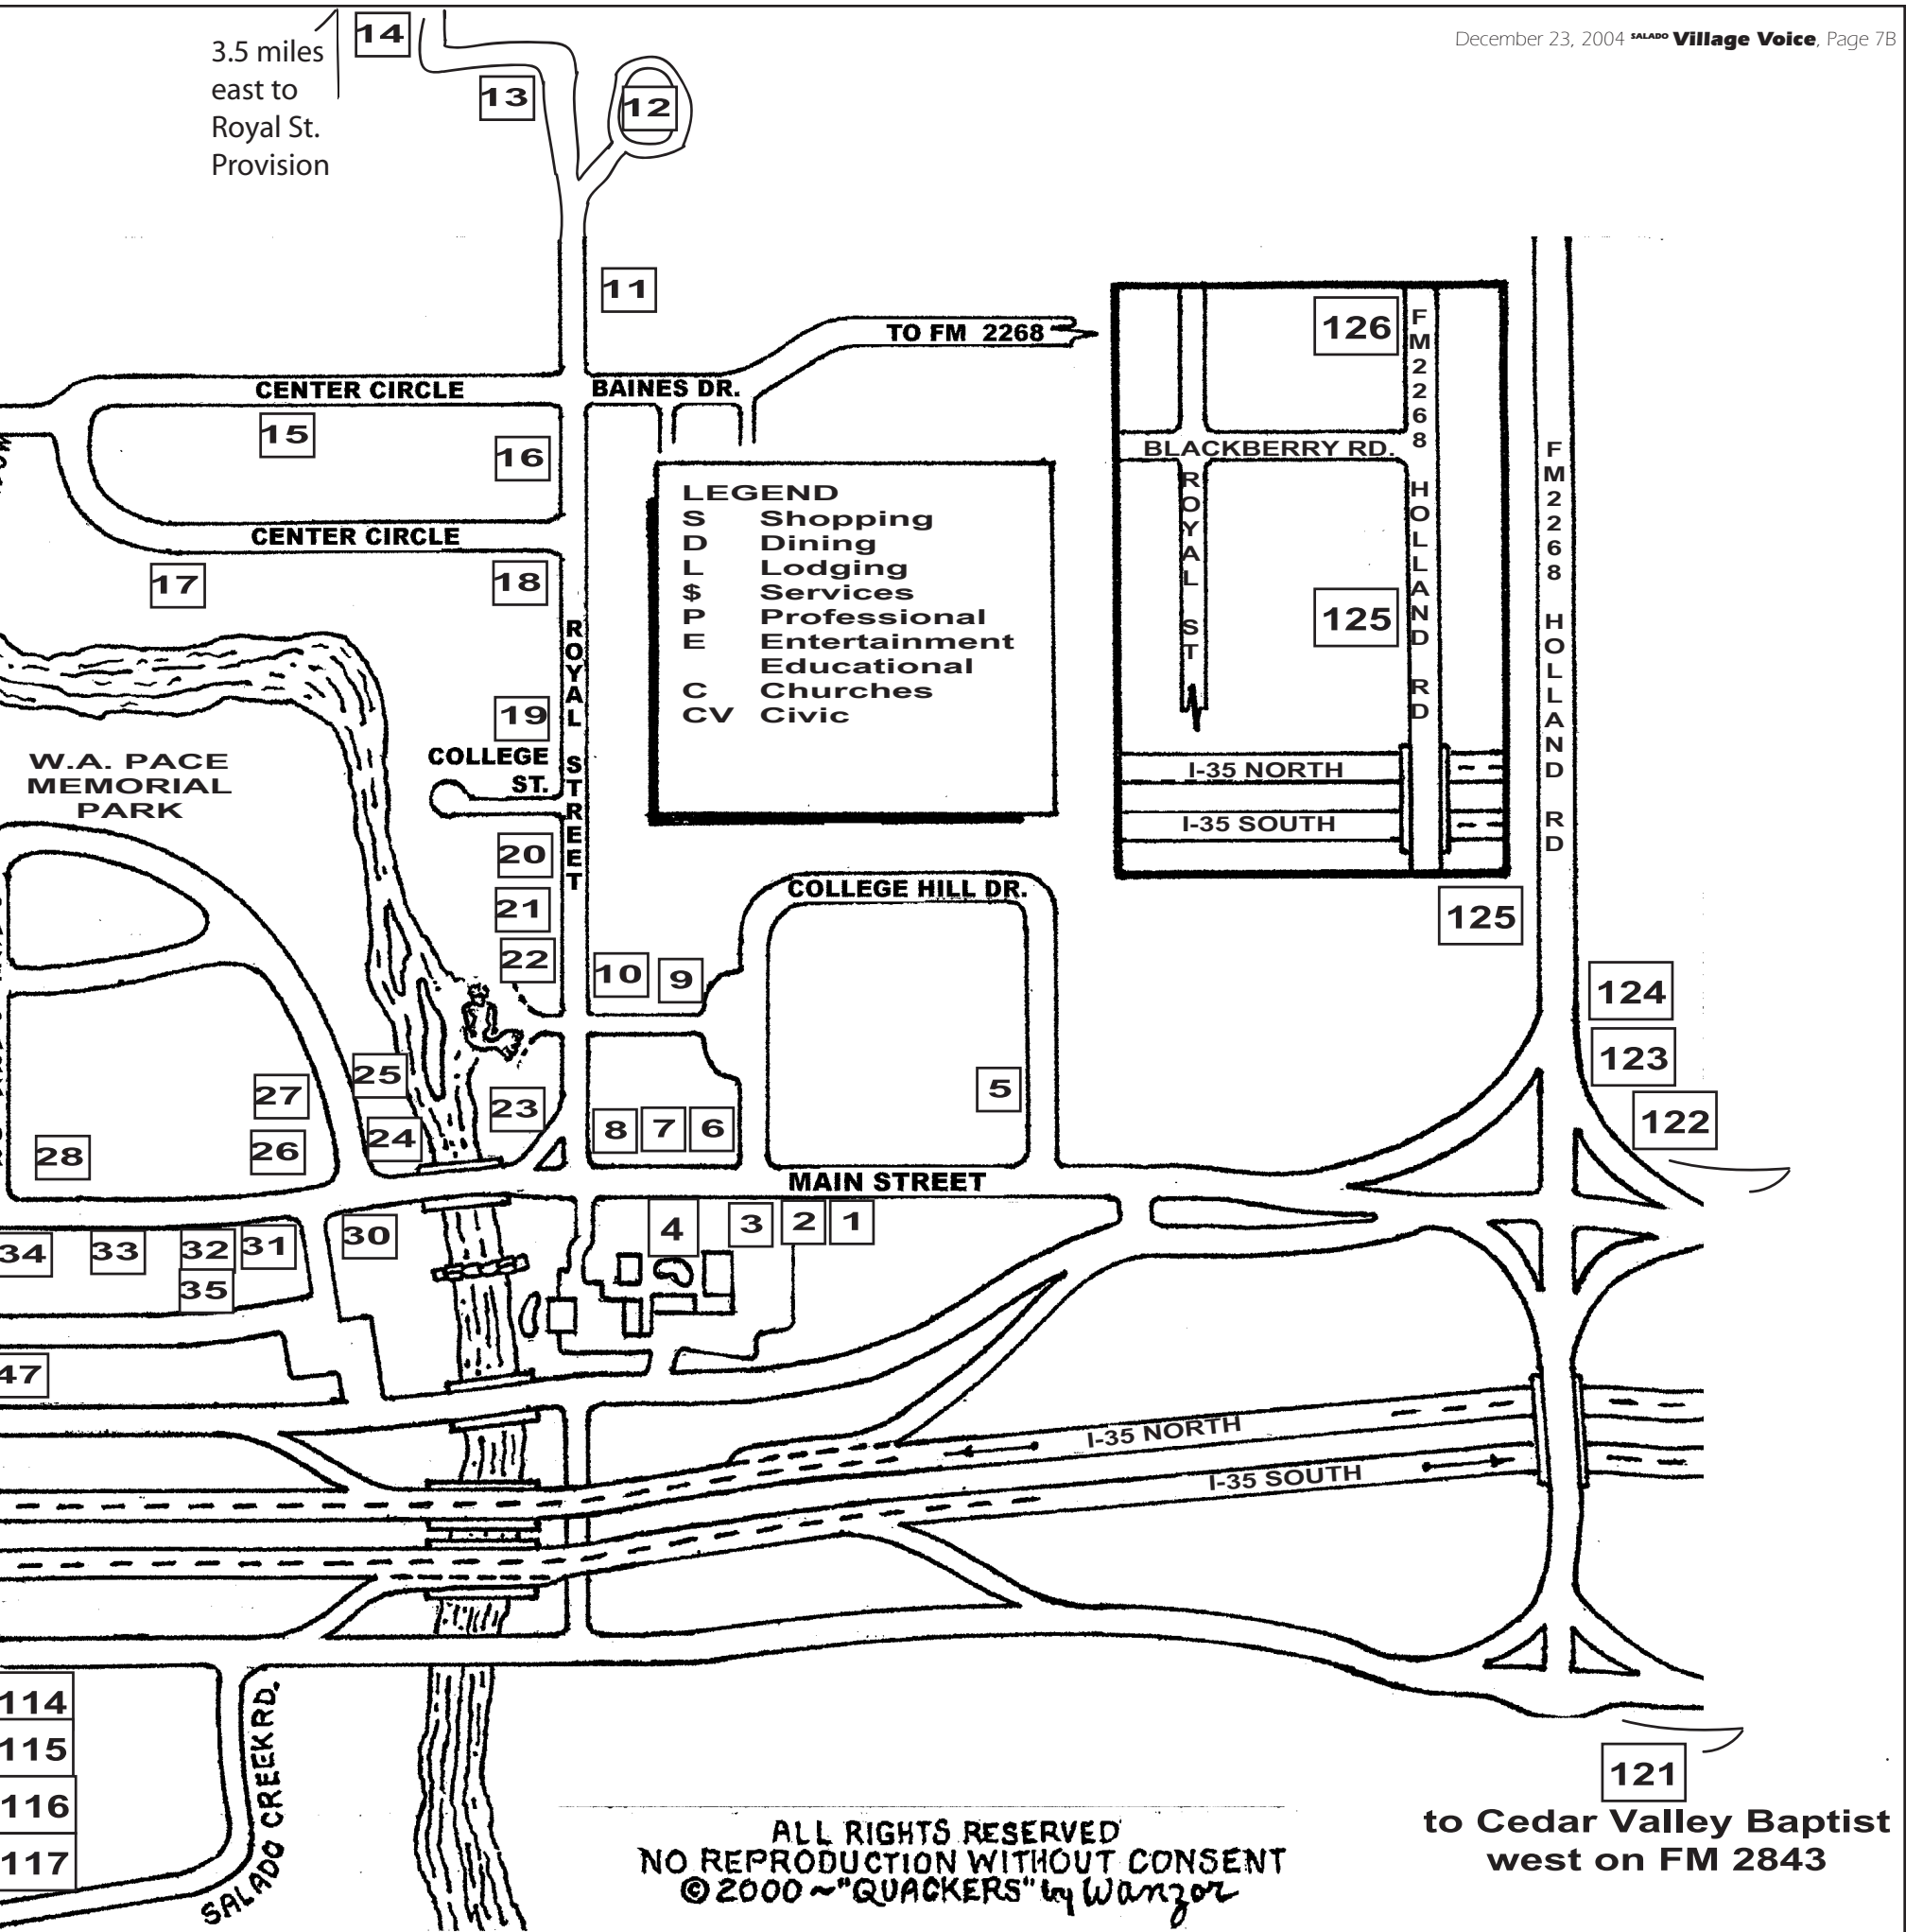 December 23, 2004 SALADO Village Voice, Page 7B
3.5 miles
east to
Royal St.
Provision
14
13
12
11
TO FM 2268
CENTER CIRCLE
BAINES DR.
15
16
CENTER CIRCLE
17
18
ROYAL STREET
19
COLLEGE
ST.
W.A. PACE
MEMORIAL
PARK
20
21
22
LEGEND
S Shopping
D Dining
L Lodging
$ Services
P Professional
E Entertainment
Educational
C Churches
CV Civic
126
FM2268 HOLLAND RD
BLACKBERRY RD.
ROYAL ST
125
I-35 NORTH
I-35 SOUTH
FM2268 HOLLAND RD
125
124
123
122
COLLEGE HILL DR.
10
9
5
8
7
6
23
25
24
27
26
28
MAIN STREET
34
33
32
31
35
30
4
3
2
1
47
I-35 NORTH
I-35 SOUTH
114
115
116
117
SALADO CREEK RD.
121
to Cedar Valley Baptist
west on FM 2843
ALL RIGHTS RESERVED
NO REPRODUCTION WITHOUT CONSENT
©2000~"QUACKERS" by Wanzor